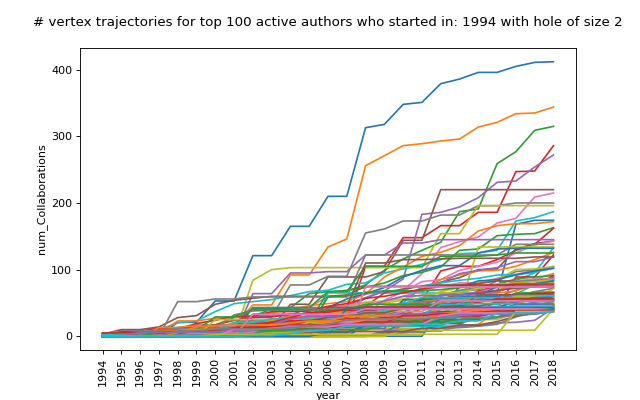 # vertex trajectories for top 100 active authors who started in: 1994 with hole of size 2
400
300
200
100
0
num_Collaborations
1994 1995 1996 1997 1998 1999 2000 2001 2002 2003 2004 2005 2006 2007 2008 2009 2010 2011 2012 2013 2014 2015 2016 2017 2018
year